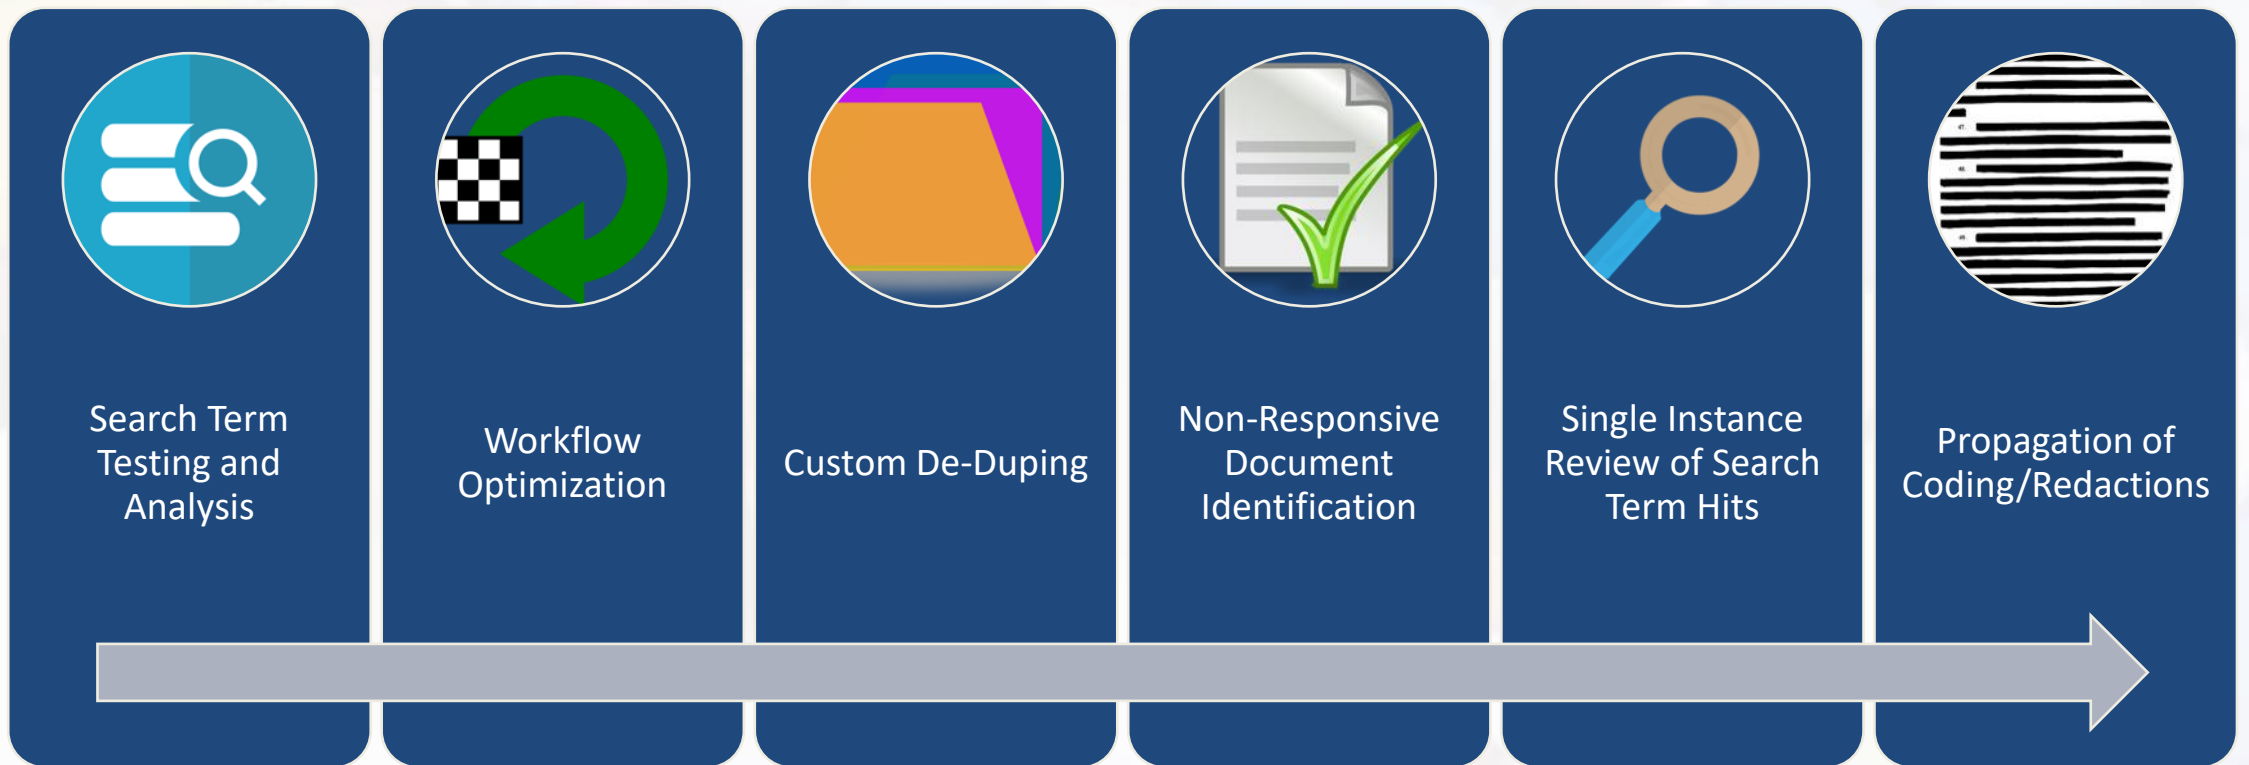 Search Term
Testing and
Analysis
Workflow
Optimization
Custom De-Duping
Non-Responsive
Document
Identification
Single Instance
Review of Search
Term Hits
Propagation of
Coding/Redactions